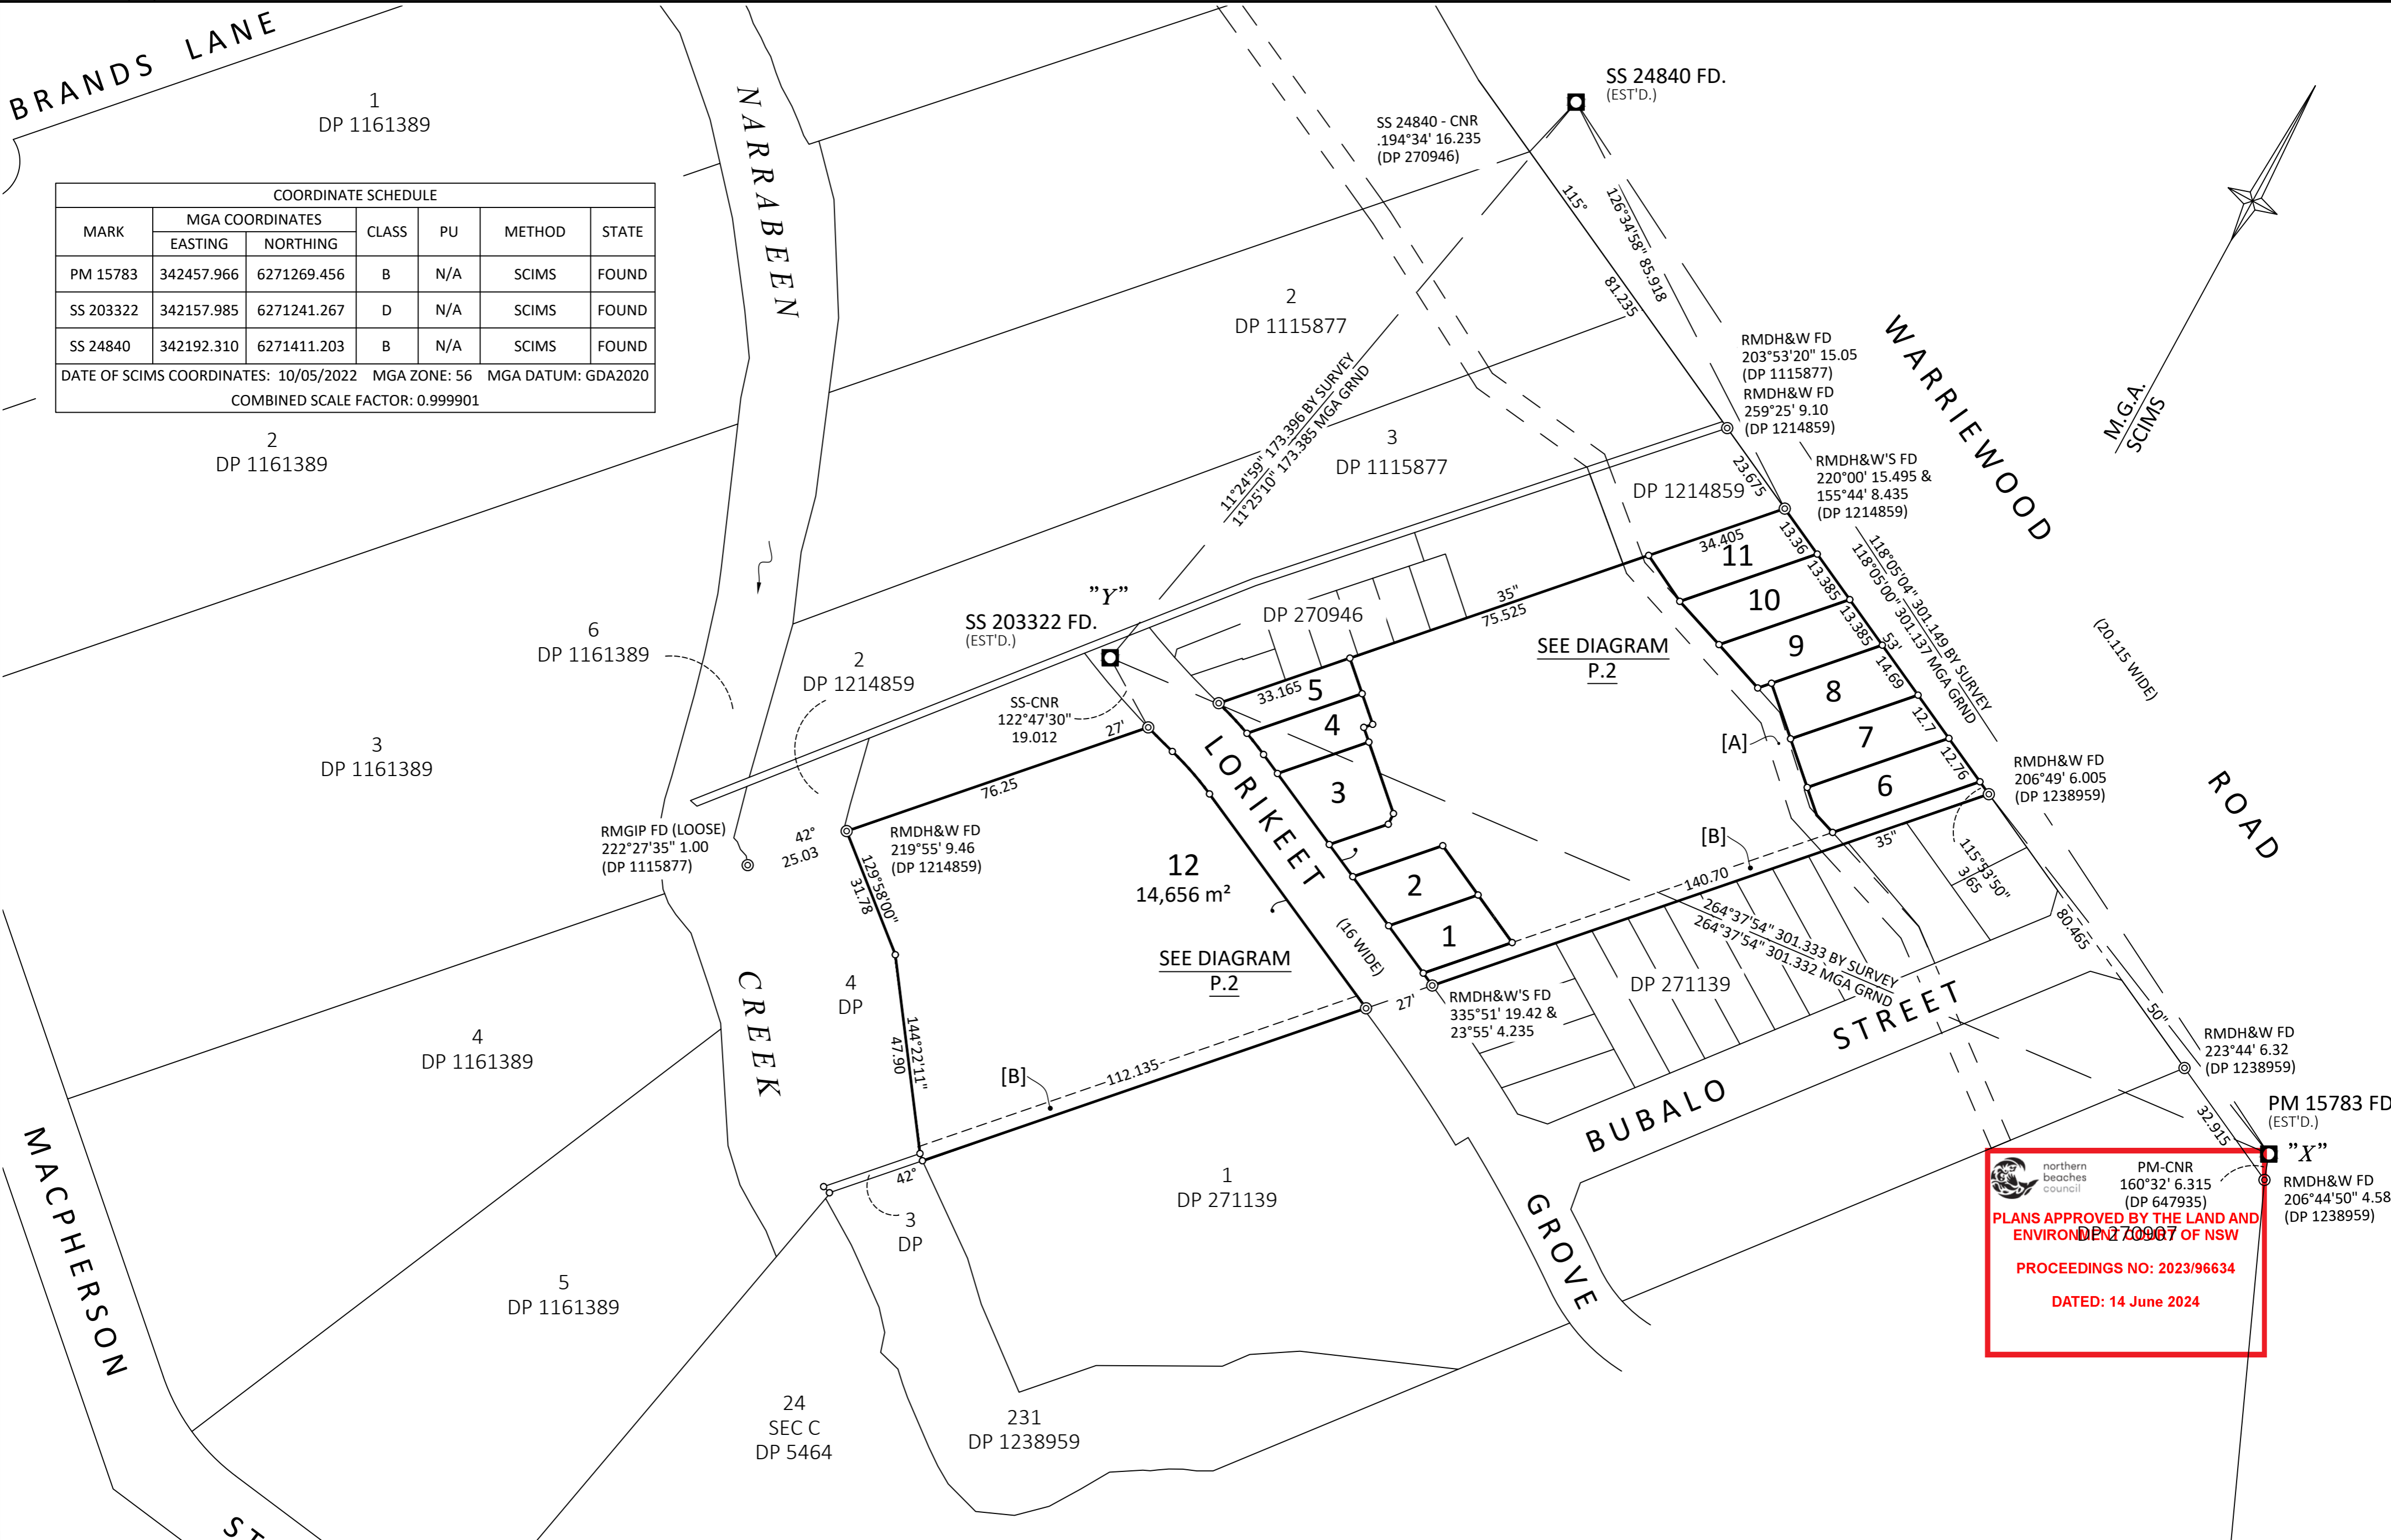 BRANDS LANE
1
DP 1161389
COORDINATE SCHEDULE
MARK MGA COORDINATES CLASS PU METHOD STATE
EASTING NORTHING
PM 15783 342457.966 6271269.456 B N/A SCIMS FOUND
SS 203322 342157.985 6271241.267 D N/A SCIMS FOUND
SS 24840 342192.310 6271411.203 B N/A SCIMS FOUND
DATE OF SCIMS COORDINATES: 10/05/2022 MGA ZONE: 56 MGA DATUM: GDA2020
COMBINED SCALE FACTOR: 0.999901
2
DP 1161389
NARRABEEN
SS 24840 FD.
(EST'D.)
SS 24840 - CNR
.194°34' 16.235
(DP 270946)
115°
81.235
126°34'58" 85.918
2
DP 1115877
RMDH&W FD
203°53'20" 15.05
(DP 1115877)
RMDH&W FD
259°25' 9.10
(DP 1214859)
WARRIEWOOD
M.G.A.
SCIMS
11°24'59" 173.396 BY SURVEY
11°25'10" 173.385 MGA GRND
3
DP 1115877
23.675
RMDH&W'S FD
220°00' 15.495 &
155°44' 8.435
(DP 1214859)
DP 1214859
34.405
11
13.36
10
13.385
9
13.385
53'
8
14.69
7
12.7
6
12.76
118°05'04" 301.149 BY SURVEY
118°05'00" 301.137 MGA GRND
(20.115 WIDE)
ROAD
"Y"
SS 203322 FD.
(EST'D.)
DP 270946
35"
75.525
SEE DIAGRAM
P.2
6
DP 1161389
2
DP 1214859
SS-CNR
122°47'30"
19.012
27'
76.25
33.165
5
4
3
LORIKEET
[A]
3
DP 1161389
RMGIP FD (LOOSE)
222°27'35" 1.00
(DP 1115877)
42°
25.03
RMDH&W FD
219°55' 9.46
(DP 1214859)
129°58'00"
31.78
12
14,656 m²
2
1
(16 WIDE)
[B]
140.70
35"
RMDH&W FD
206°49' 6.005
(DP 1238959)
115°53'50"
3.65
80.465
264°37'54" 301.333 BY SURVEY
264°37'54" 301.332 MGA GRND
SEE DIAGRAM
P.2
4
DP
CREEK
144°22'11"
47.90
27'
RMDH&W'S FD
335°51' 19.42 &
23°55' 4.235
DP 271139
BUBALO STREET
50"
RMDH&W FD
223°44' 6.32
(DP 1238959)
4
DP 1161389
[B]
112.135
32.915
PM 15783 FD
(EST'D.)
"X"
MACPHERSON
42°
3
DP
1
DP 271139
GROVE
northern
beaches
council
PM-CNR
160°32' 6.315
(DP 647935)
PLANS APPROVED BY THE LAND AND
ENVIRONMENT COURT OF NSW
DP 270907
PROCEEDINGS NO: 2023/96634
DATED: 14 June 2024
RMDH&W FD
206°44'50" 4.58
(DP 1238959)
5
DP 1161389
24
SEC C
DP 5464
231
DP 1238959